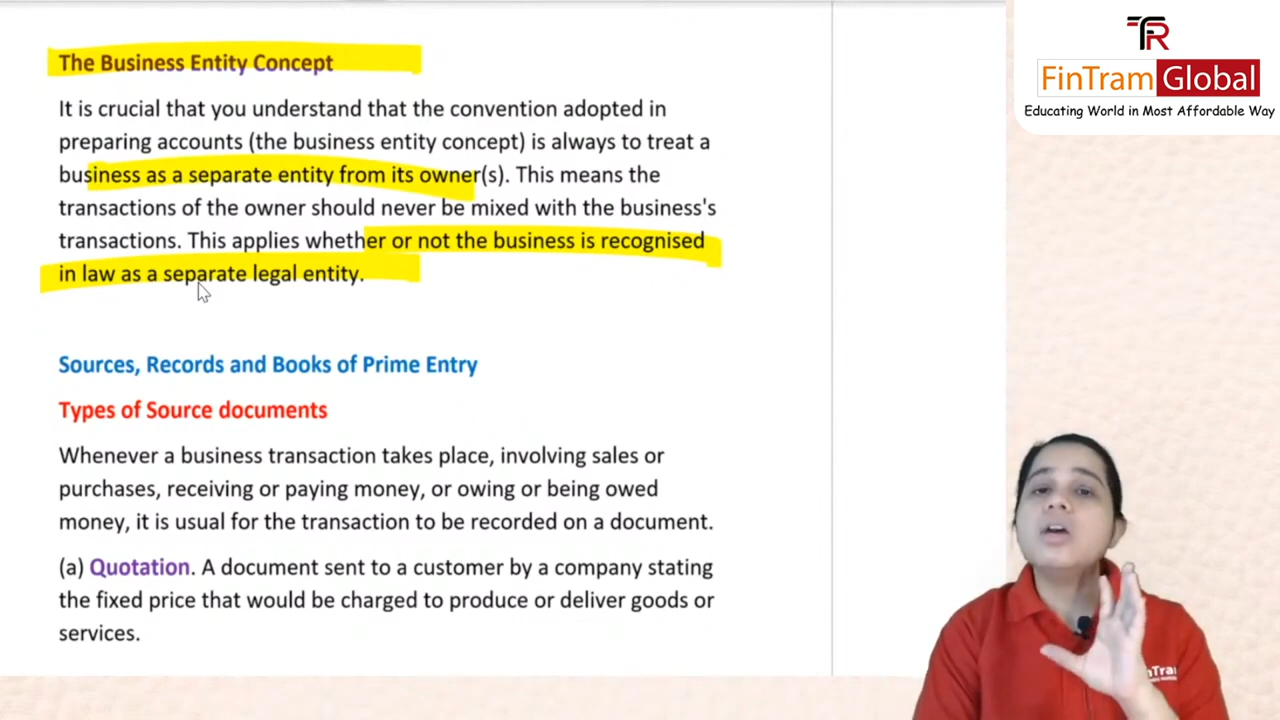 The Business Entity Concept
It is crucial that you understand that the convention adopted in
preparing accounts (the business entity concept) is always to treat a
business as a separate entity from its owner(s). This means the
transactions of the owner should never be mixed with the business's
transactions. This applies whether or not the business is recognised
in law as a separate legal entity.
Sources, Records and Books of Prime Entry
Types of Source documents
Whenever a business transaction takes place, involving sales or
purchases, receiving or paying money, or owing or being owed
money, it is usual for the transaction to be recorded on a document.
(a) Quotation. A document sent to a customer by a company stating
the fixed price that would be charged to produce or deliver goods or
services.
FinTram Global
Educating World in Most Affordable Way